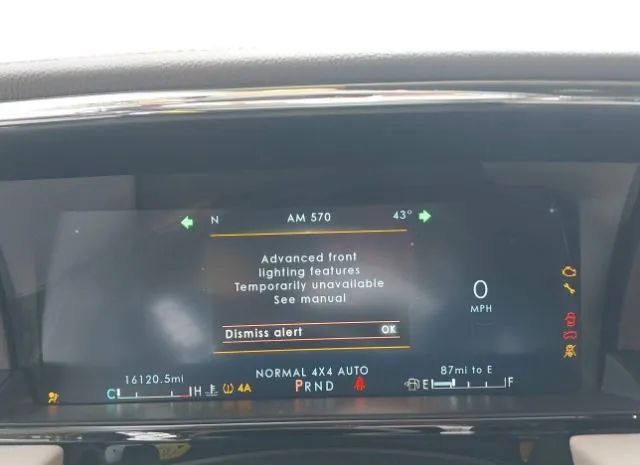 N AM 570 43°
Advanced front
lighting features
Temporarily unavailable
See manual
0
MPH
Dismiss alert OK
NORMAL 4X4 AUTO
16120.5mi 87mi to E
C H 4A PRND E F